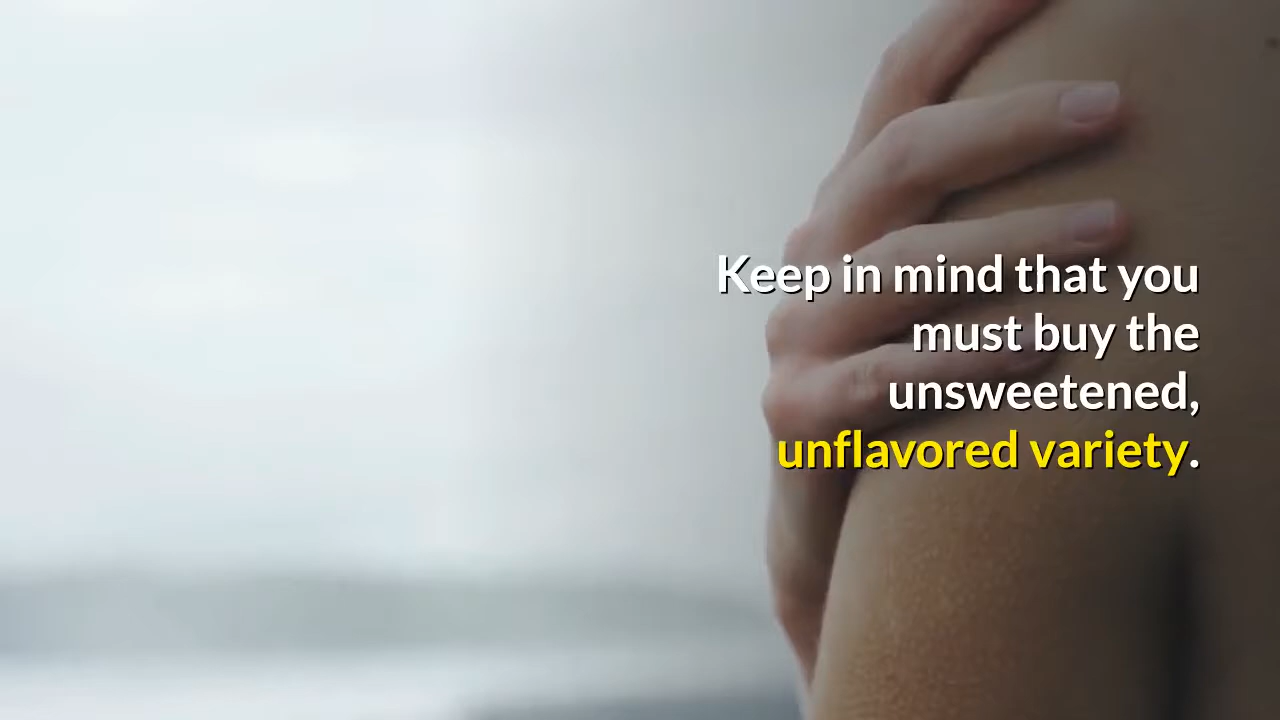 Keep in mind that you
must buy the
unsweetened,
unflavored variety.